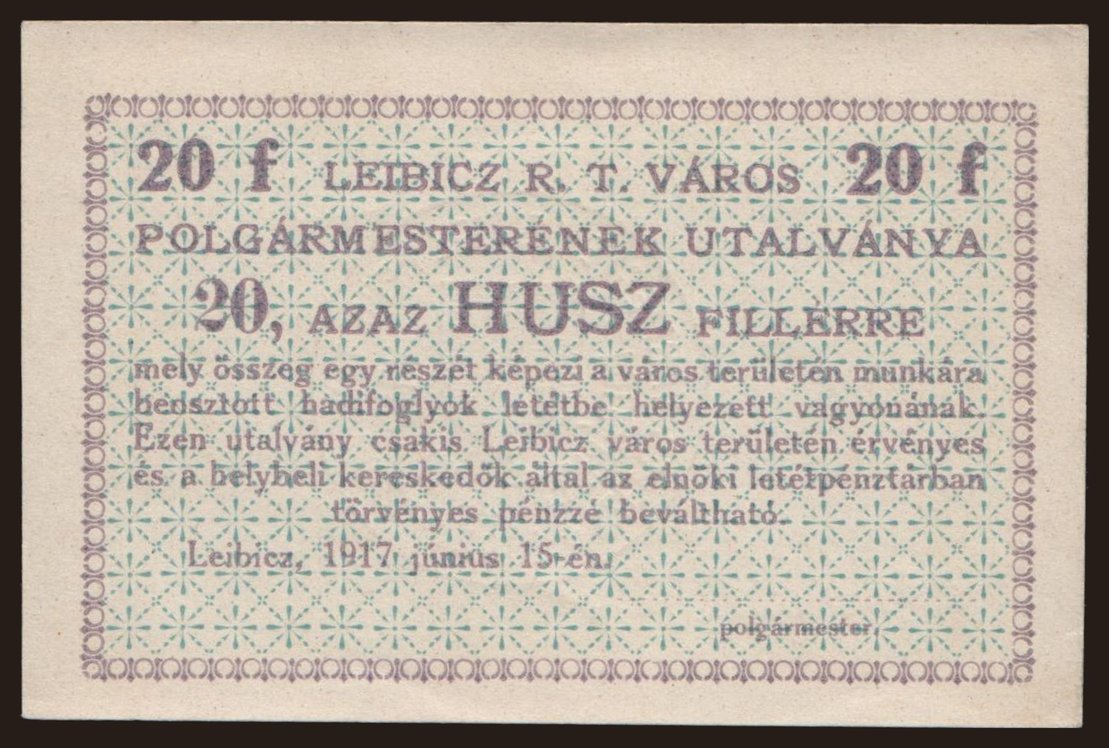 20 f LEIBICZ R. T. VÁROS 20 f
POLGÁRMESTERÉNEK UTALVÁNYA
20, AZAZ HUSZ FILLÉRRE
mely összeg egy részét képezi a város területén munkára
beosztott hadifoglyok letétbe helyezett vagyonának.
Ezen utalvány csakis Leibicz város területén érvényes
és a helybeli kereskedők által az elnöki letétpénztárban
törvényes pénzzé beváltható.
Leibicz, 1917 június 15-én.
polgármester.